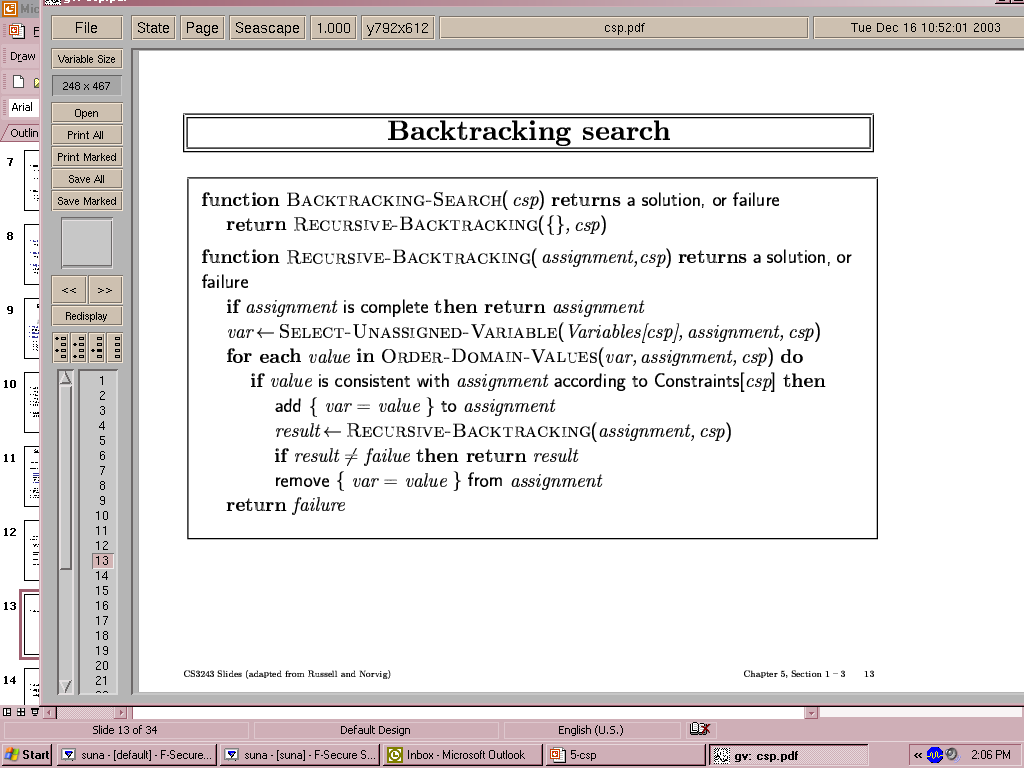 gv: csp.pdf
File State Page Seascape 1.000 y792x612 csp.pdf Tue Dec 16 10:52:01 2003
Draw
Variable Size
248 x 467
Arial
Open
Outlin
Print All
Print Marked
Save All
Save Marked
<< >>
Redisplay
7
8
9
10
11
12
13
14
1
2
3
4
5
6
7
8
9
10
11
12
13
14
15
16
17
18
19
20
21
Backtracking search
function BACKTRACKING-SEARCH( csp) returns a solution, or failure
return RECURSIVE-BACKTRACKING({}, csp)
function RECURSIVE-BACKTRACKING( assignment,csp) returns a solution, or
failure
if assignment is complete then return assignment
var ← SELECT-UNASSIGNED-VARIABLE( Variables[csp], assignment, csp)
for each value in ORDER-DOMAIN-VALUES(var, assignment, csp) do
if value is consistent with assignment according to Constraints[csp] then
add { var = value } to assignment
result ← RECURSIVE-BACKTRACKING(assignment, csp)
if result ≠ failue then return result
remove { var = value } from assignment
return failure
CS3243 Slides (adapted from Russell and Norvig) Chapter 5, Section 1 – 3 13
Slide 13 of 34 Default Design English (U.S.)
Start suna - [default] - F-Secure... suna - [suna] - F-Secure S... Inbox - Microsoft Outlook 5-csp gv: csp.pdf « 2:06 PM